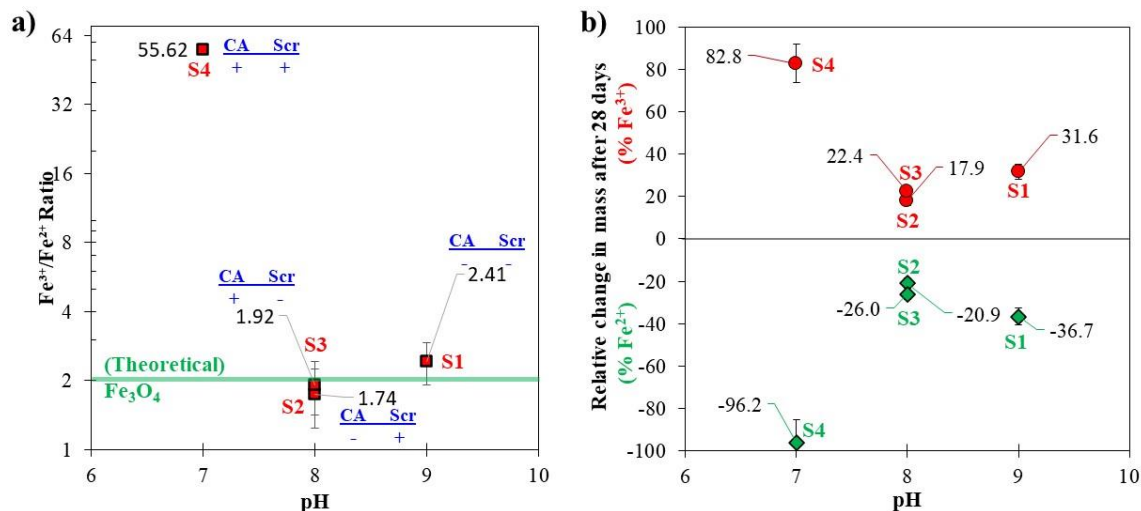 a)
64
32
16
8
4
2
1
6
7
8
9
10
pH
Fe³⁺/Fe²⁺ Ratio
55.62
S4
CA Scr
+ +
CA Scr
+ -
1.92
S3
S2
1.74
CA Scr
- +
CA Scr
- -
2.41
S1
(Theoretical)
Fe₃O₄
b)
Relative change in mass after 28 days
(% Fe²⁺) (% Fe³⁺)
100
80
60
40
20
0
-20
-40
-60
-80
-100
6
7
8
9
10
pH
82.8
S4
22.4
S3
17.9
S2
31.6
S1
S2
-20.9
-26.0
S3
-36.7
S1
-96.2
S4